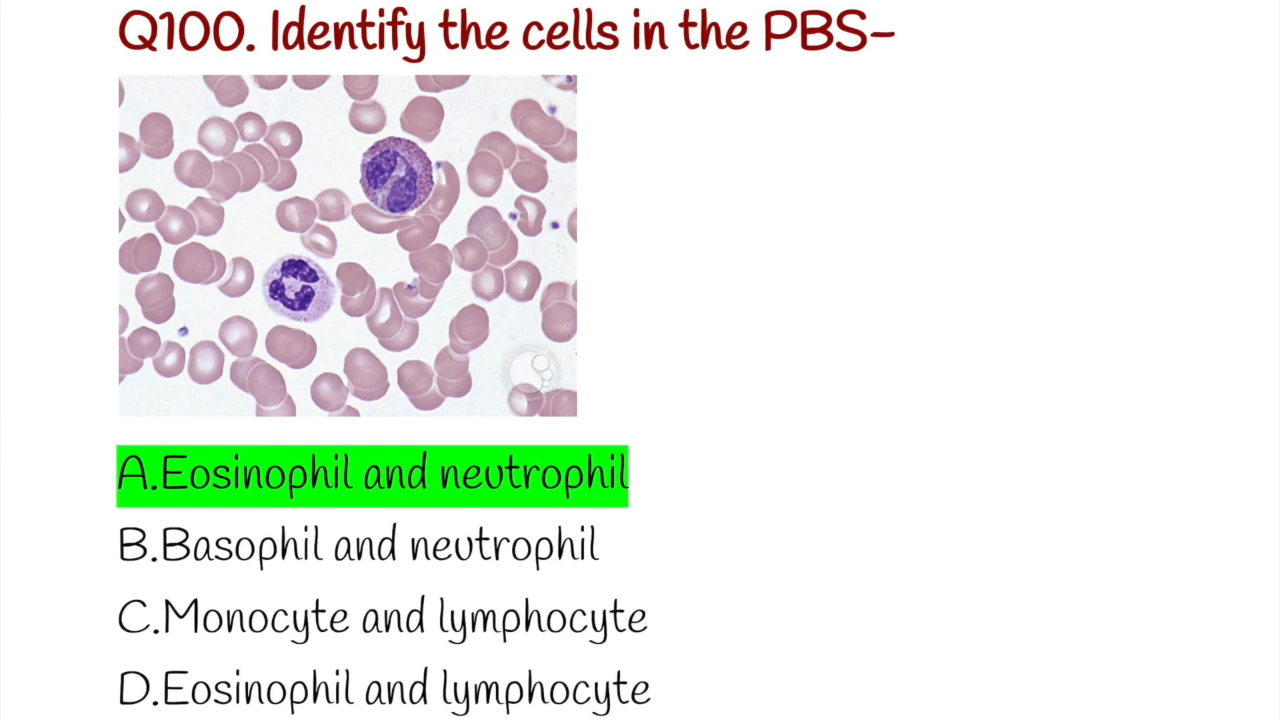 Q100. Identify the cells in the PBS-
A.Eosinophil and neutrophil
B.Basophil and neutrophil
C.Monocyte and lymphocyte
D.Eosinophil and lymphocyte